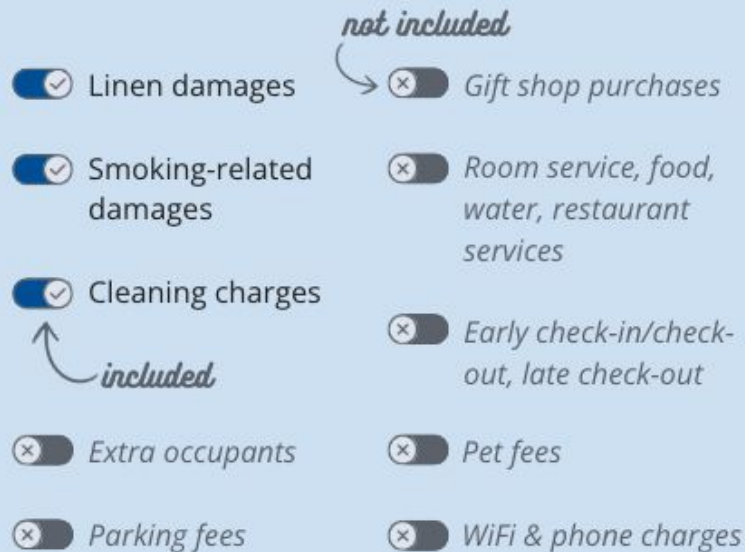 not included
Linen damages
Gift shop purchases
Smoking-related
damages
Room service, food,
water, restaurant
services
Cleaning charges
Early check-in/check-
out, late check-out
included
Extra occupants
Pet fees
Parking fees
WiFi & phone charges